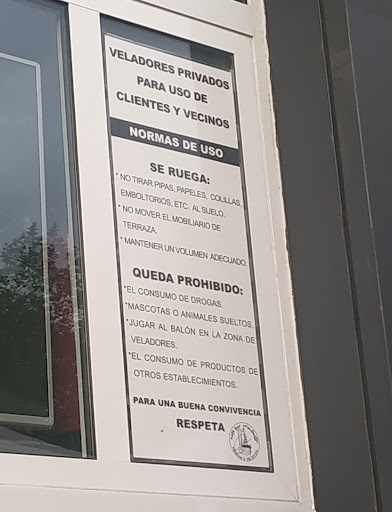 VELADORES PRIVADOS
PARA USO DE
CLIENTES Y VECINOS
NORMAS DE USO
SE RUEGA:
*NO TIRAR PIPAS, PAPELES, COLILLAS,
EMBOLTORIOS, ETC. AL SUELO.
*NO MOVER EL MOBILIARIO DE
TERRAZA.
*MANTENER UN VOLUMEN ADECUADO.
QUEDA PROHIBIDO:
*EL CONSUMO DE DROGAS.
*MASCOTAS O ANIMALES SUELTOS.
*JUGAR AL BALÓN EN LA ZONA DE
VELADORES.
*EL CONSUMO DE PRODUCTOS DE
OTROS ESTABLECIMIENTOS.
PARA UNA BUENA CONVIVENCIA
RESPETA